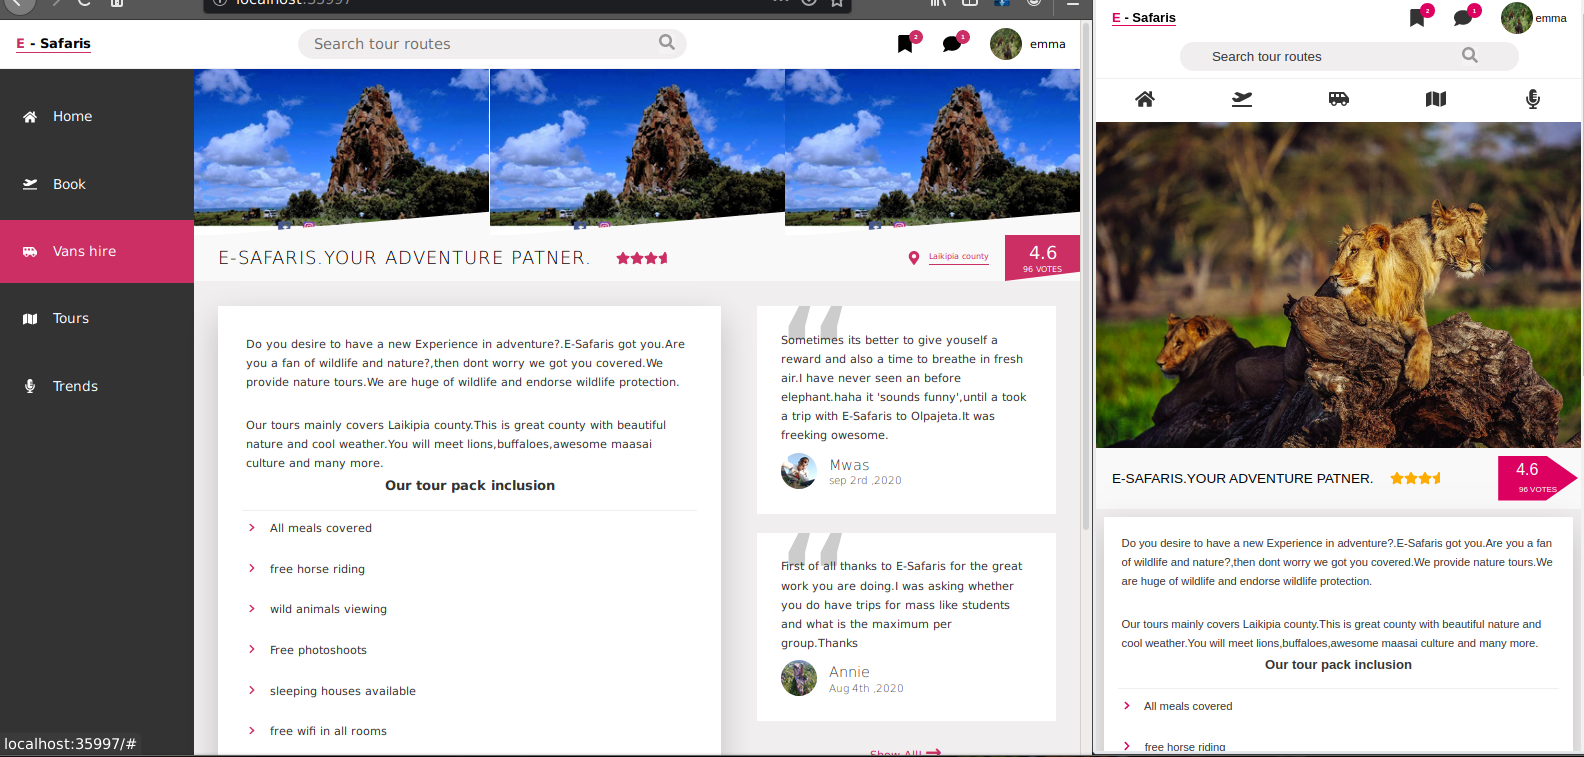 localhost:35997
E - Safaris
Search tour routes
2
1
emma
Home
Book
Vans hire
Tours
Trends
E-SAFARIS.YOUR ADVENTURE PATNER.
Laikipia county
4.6
96 VOTES
Do you desire to have a new Experience in adventure?.E-Safaris got you.Are
you a fan of wildlife and nature?,then dont worry we got you covered.We
provide nature tours.We are huge of wildlife and endorse wildlife protection.
Our tours mainly covers Laikipia county.This is great county with beautiful
nature and cool weather.You will meet lions,buffaloes,awesome maasai
culture and many more.
Our tour pack inclusion
All meals covered
free horse riding
wild animals viewing
Free photoshoots
sleeping houses available
free wifi in all rooms
“
Sometimes its better to give youself a
reward and also a time to breathe in fresh
air.I have never seen an before
elephant.haha it 'sounds funny',until a took
a trip with E-Safaris to Olpajeta.It was
freeking owesome.
Mwas
sep 2rd ,2020
“
First of all thanks to E-Safaris for the great
work you are doing.I was asking whether
you do have trips for mass like students
and what is the maximum per
group.Thanks
Annie
Aug 4th ,2020
Show All!
localhost:35997/#
E - Safaris
2
1
emma
Search tour routes
E-SAFARIS.YOUR ADVENTURE PATNER.
4.6
96 VOTES
Do you desire to have a new Experience in adventure?.E-Safaris got you.Are you a fan
of wildlife and nature?,then dont worry we got you covered.We provide nature tours.We
are huge of wildlife and endorse wildlife protection.
Our tours mainly covers Laikipia county.This is great county with beautiful nature and
cool weather.You will meet lions,buffaloes,awesome maasai culture and many more.
Our tour pack inclusion
All meals covered
free horse riding